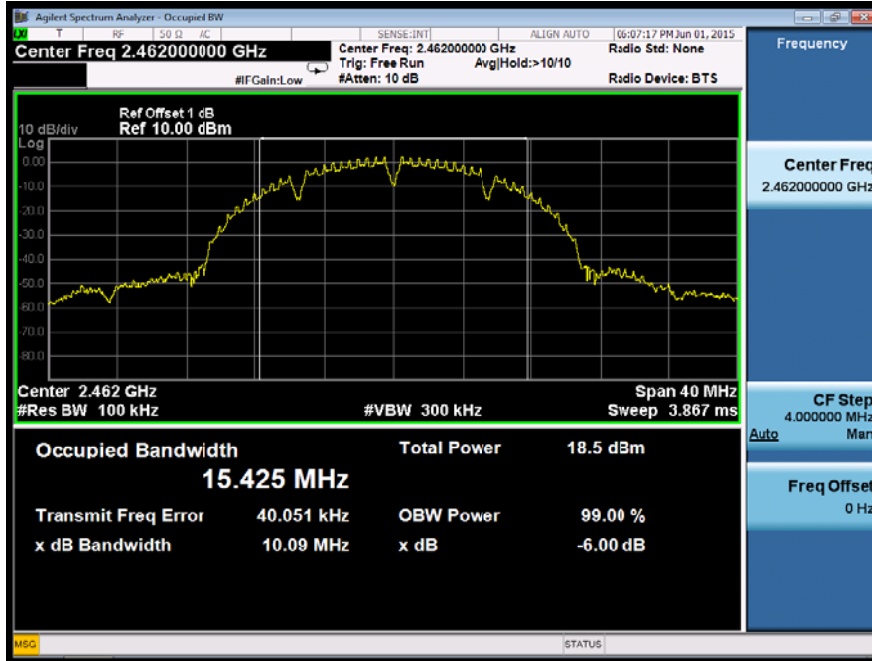 Agilent Spectrum Analyzer - Occupied BW
LXI T RF 50 Ω AC SENSE:INT ALIGN AUTO 06:07:17 PM Jun 01, 2015
Center Freq 2.462000000 GHz
Center Freq: 2.462000000 GHz
Radio Std: None
Trig: Free Run Avg|Hold:>10/10
#IFGain:Low
#Atten: 10 dB
Radio Device: BTS
Frequency
Ref Offset 1 dB
10 dB/div Ref 10.00 dBm
Log
0.00
-10.0
-20.0
-30.0
-40.0
-50.0
-60.0
-70.0
-80.0
Center 2.462 GHz Span 40 MHz
#Res BW 100 kHz #VBW 300 kHz Sweep 3.867 ms
Occupied Bandwidth Total Power 18.5 dBm
15.425 MHz
Transmit Freq Error 40.051 kHz OBW Power 99.00 %
x dB Bandwidth 10.09 MHz x dB -6.00 dB
Center Freq
2.462000000 GHz
CF Step
4.000000 MHz
Auto Man
Freq Offset
0 Hz
MSG STATUS